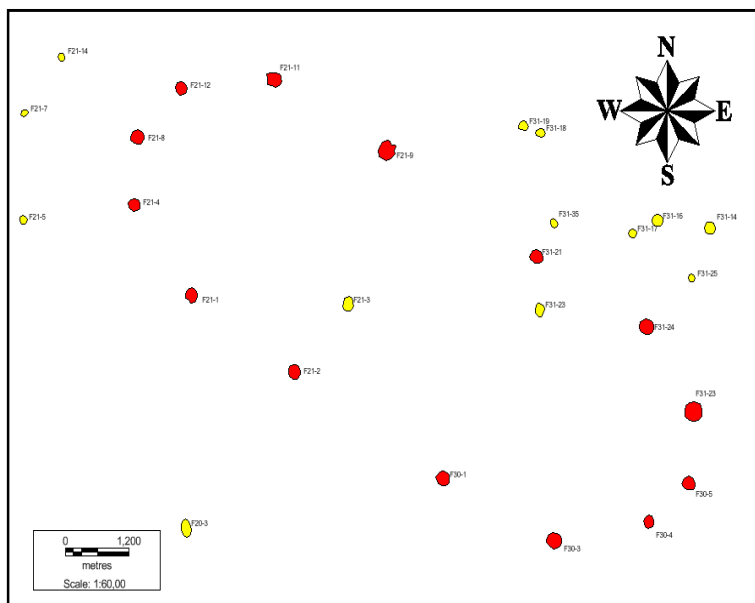 F21-14
N
F21-11
F21-12
F21-7
W
E
F31-19
F31-18
F21-8
F21-9
S
F21-4
F21-5
F31-35
F31-16
F31-14
F31-17
F31-21
F31-25
F21-1
F21-3
F31-23
F31-24
F21-2
F31-23
F30-1
F30-5
F20-3
F30-4
F30-3
0 1,200
metres
Scale: 1:60,00